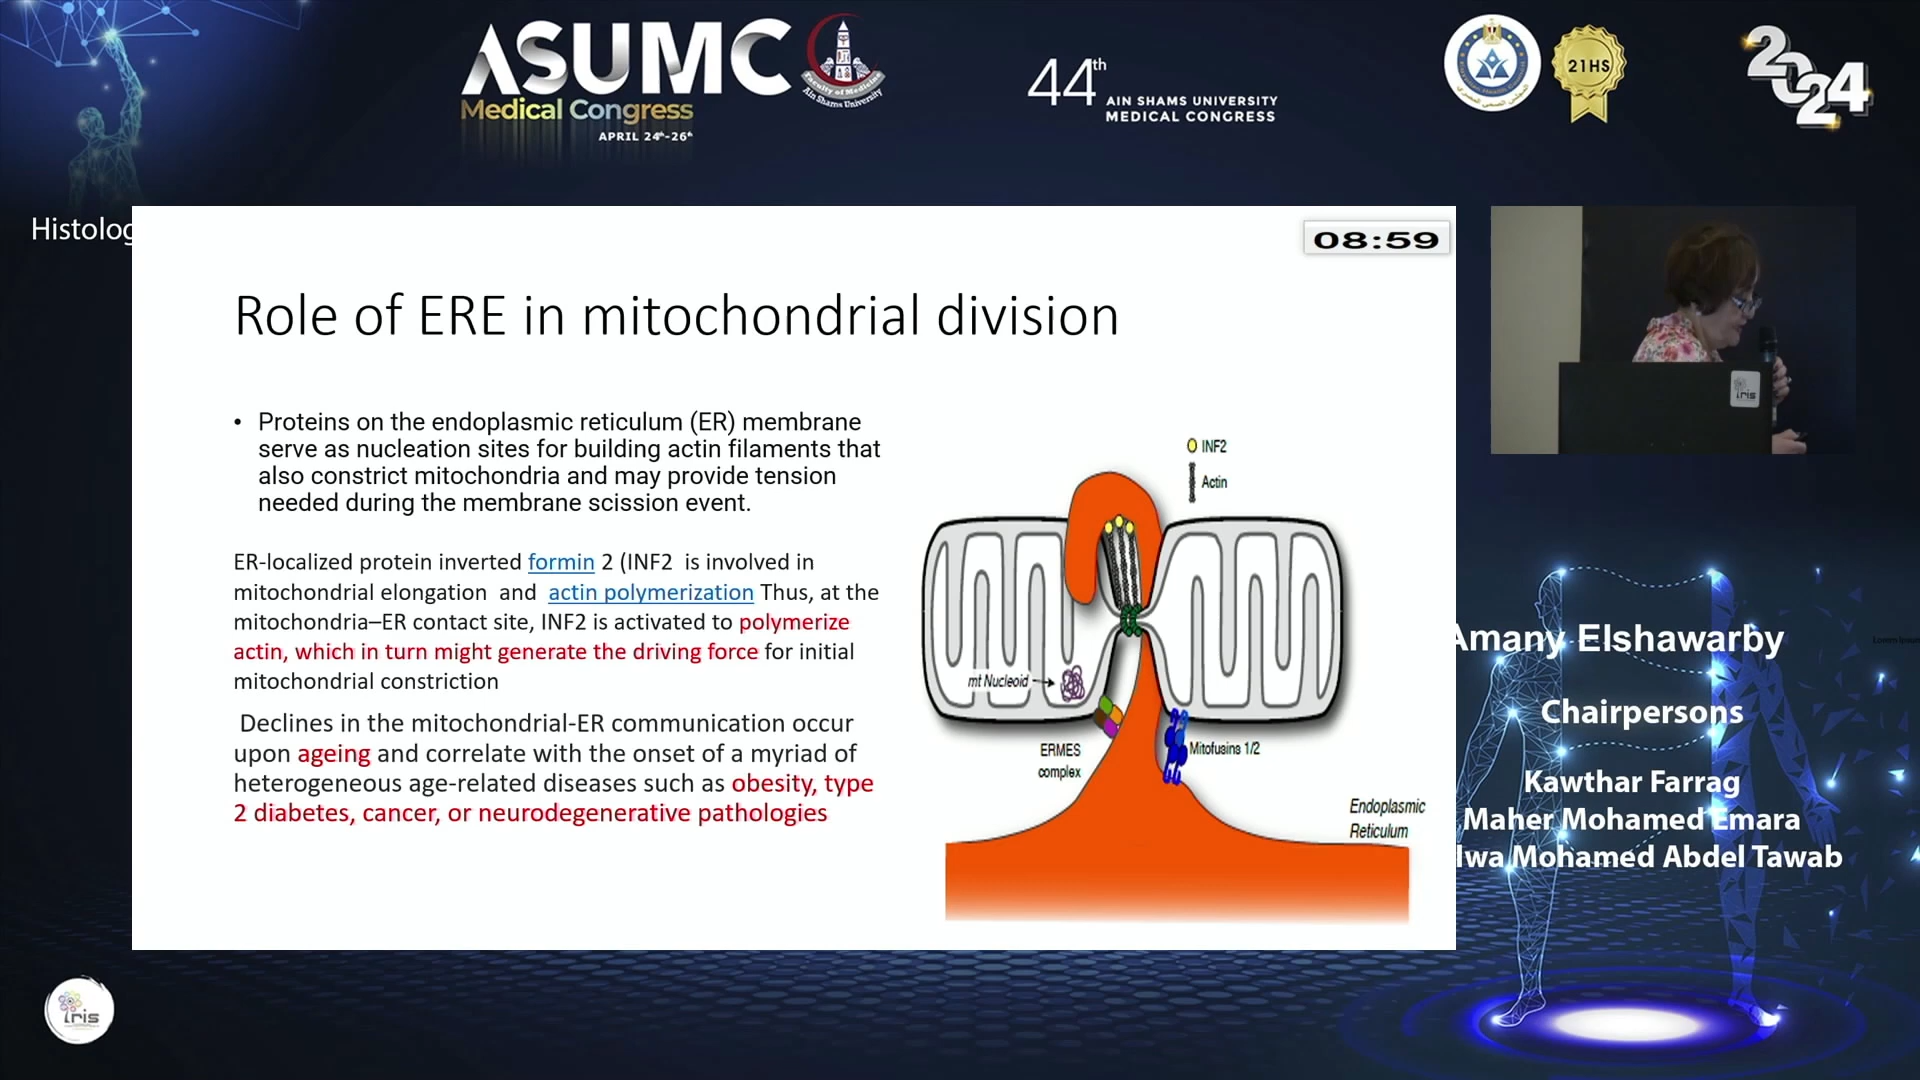 ASUMC
Medical Congress
APRIL 24th-26th
Faculty of Medicine
Ain Shams University
44th
AIN SHAMS UNIVERSITY
MEDICAL CONGRESS
21HS
2024
Histolog
08:59
Role of ERE in mitochondrial division
• Proteins on the endoplasmic reticulum (ER) membrane
serve as nucleation sites for building actin filaments that
also constrict mitochondria and may provide tension
needed during the membrane scission event.
ER-localized protein inverted formin 2 (INF2 is involved in
mitochondrial elongation and actin polymerization Thus, at the
mitochondria–ER contact site, INF2 is activated to polymerize
actin, which in turn might generate the driving force for initial
mitochondrial constriction
Declines in the mitochondrial-ER communication occur
upon ageing and correlate with the onset of a myriad of
heterogeneous age-related diseases such as obesity, type
2 diabetes, cancer, or neurodegenerative pathologies
INF2
Actin
mt Nucleoid
ERMES
complex
Mitofusins 1/2
Endoplasmic
Reticulum
iris
Amany Elshawarby
Chairpersons
Kawthar Farrag
Maher Mohamed Emara
lwa Mohamed Abdel Tawab
iris